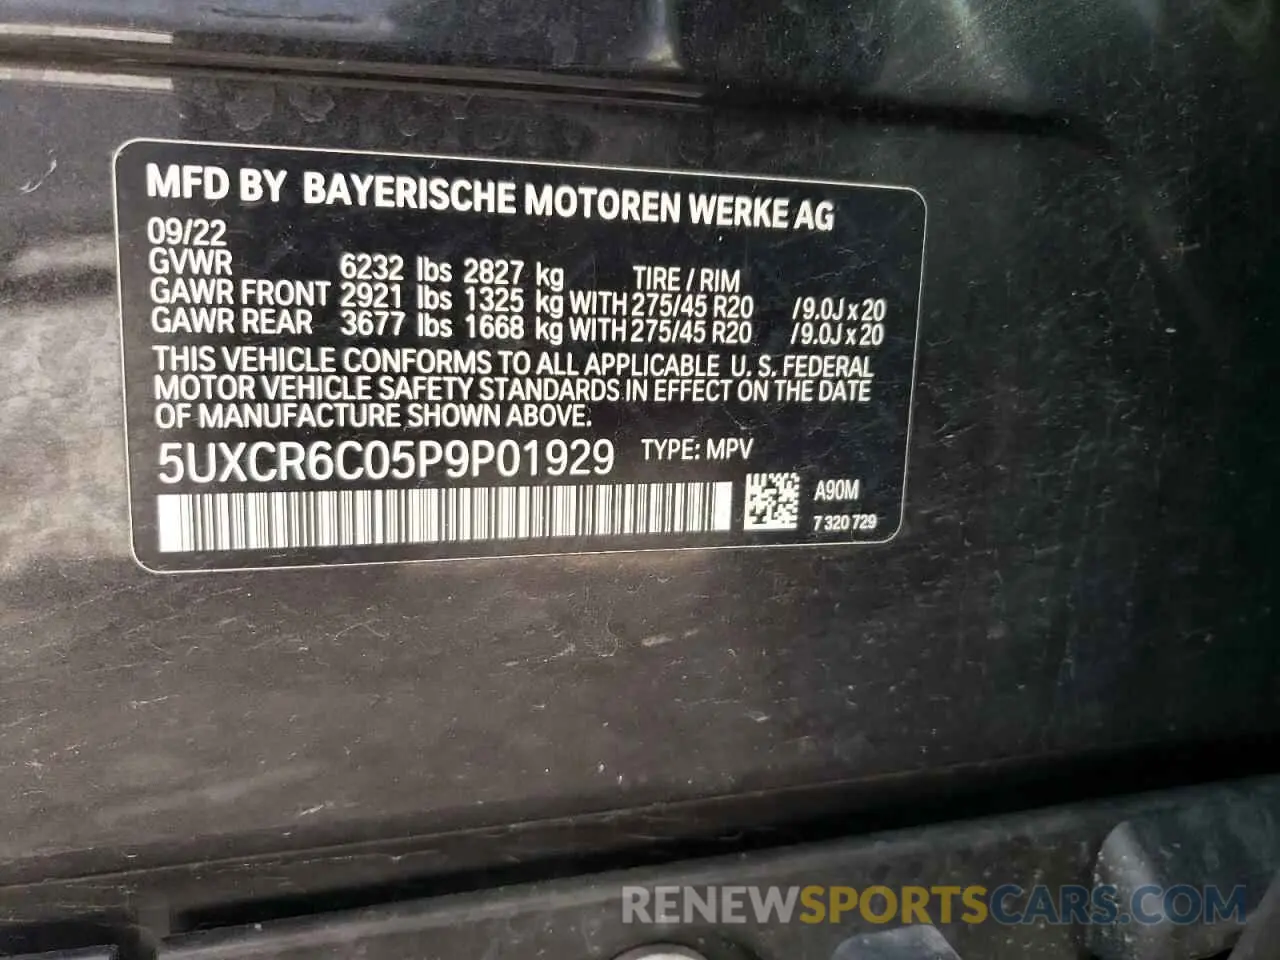 MFD BY BAYERISCHE MOTOREN WERKE AG
09/22
GVWR 6232 lbs 2827 kg TIRE / RIM
GAWR FRONT 2921 lbs 1325 kg WITH 275/45 R20 /9.0J x 20
GAWR REAR 3677 lbs 1668 kg WITH 275/45 R20 /9.0J x 20
THIS VEHICLE CONFORMS TO ALL APPLICABLE U. S. FEDERAL
MOTOR VEHICLE SAFETY STANDARDS IN EFFECT ON THE DATE
OF MANUFACTURE SHOWN ABOVE.
5UXCR6C05P9P01929 TYPE: MPV
A90M
7 320 729
RENEWSPORTSCARS.COM